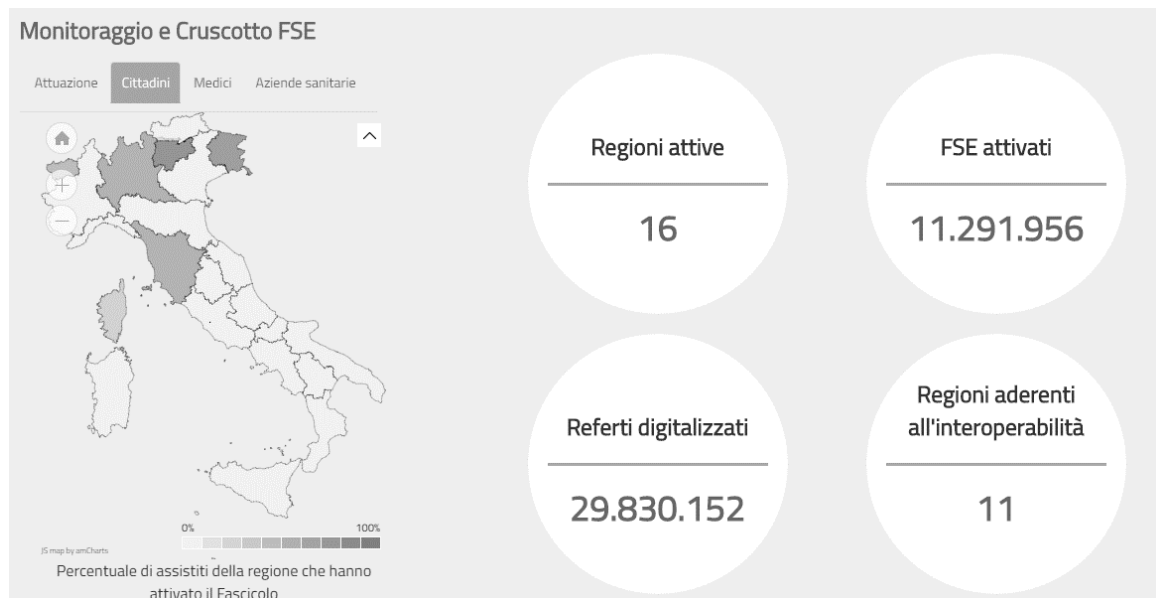 Monitoraggio e Cruscotto FSE
Attuazione Cittadini Medici Aziende sanitarie
0% 100%
JS map by amCharts
Percentuale di assistiti della regione che hanno
attivato il Fascicolo
Regioni attive
16
FSE attivati
11.291.956
Referti digitalizzati
29.830.152
Regioni aderenti
all'interoperabilità
11